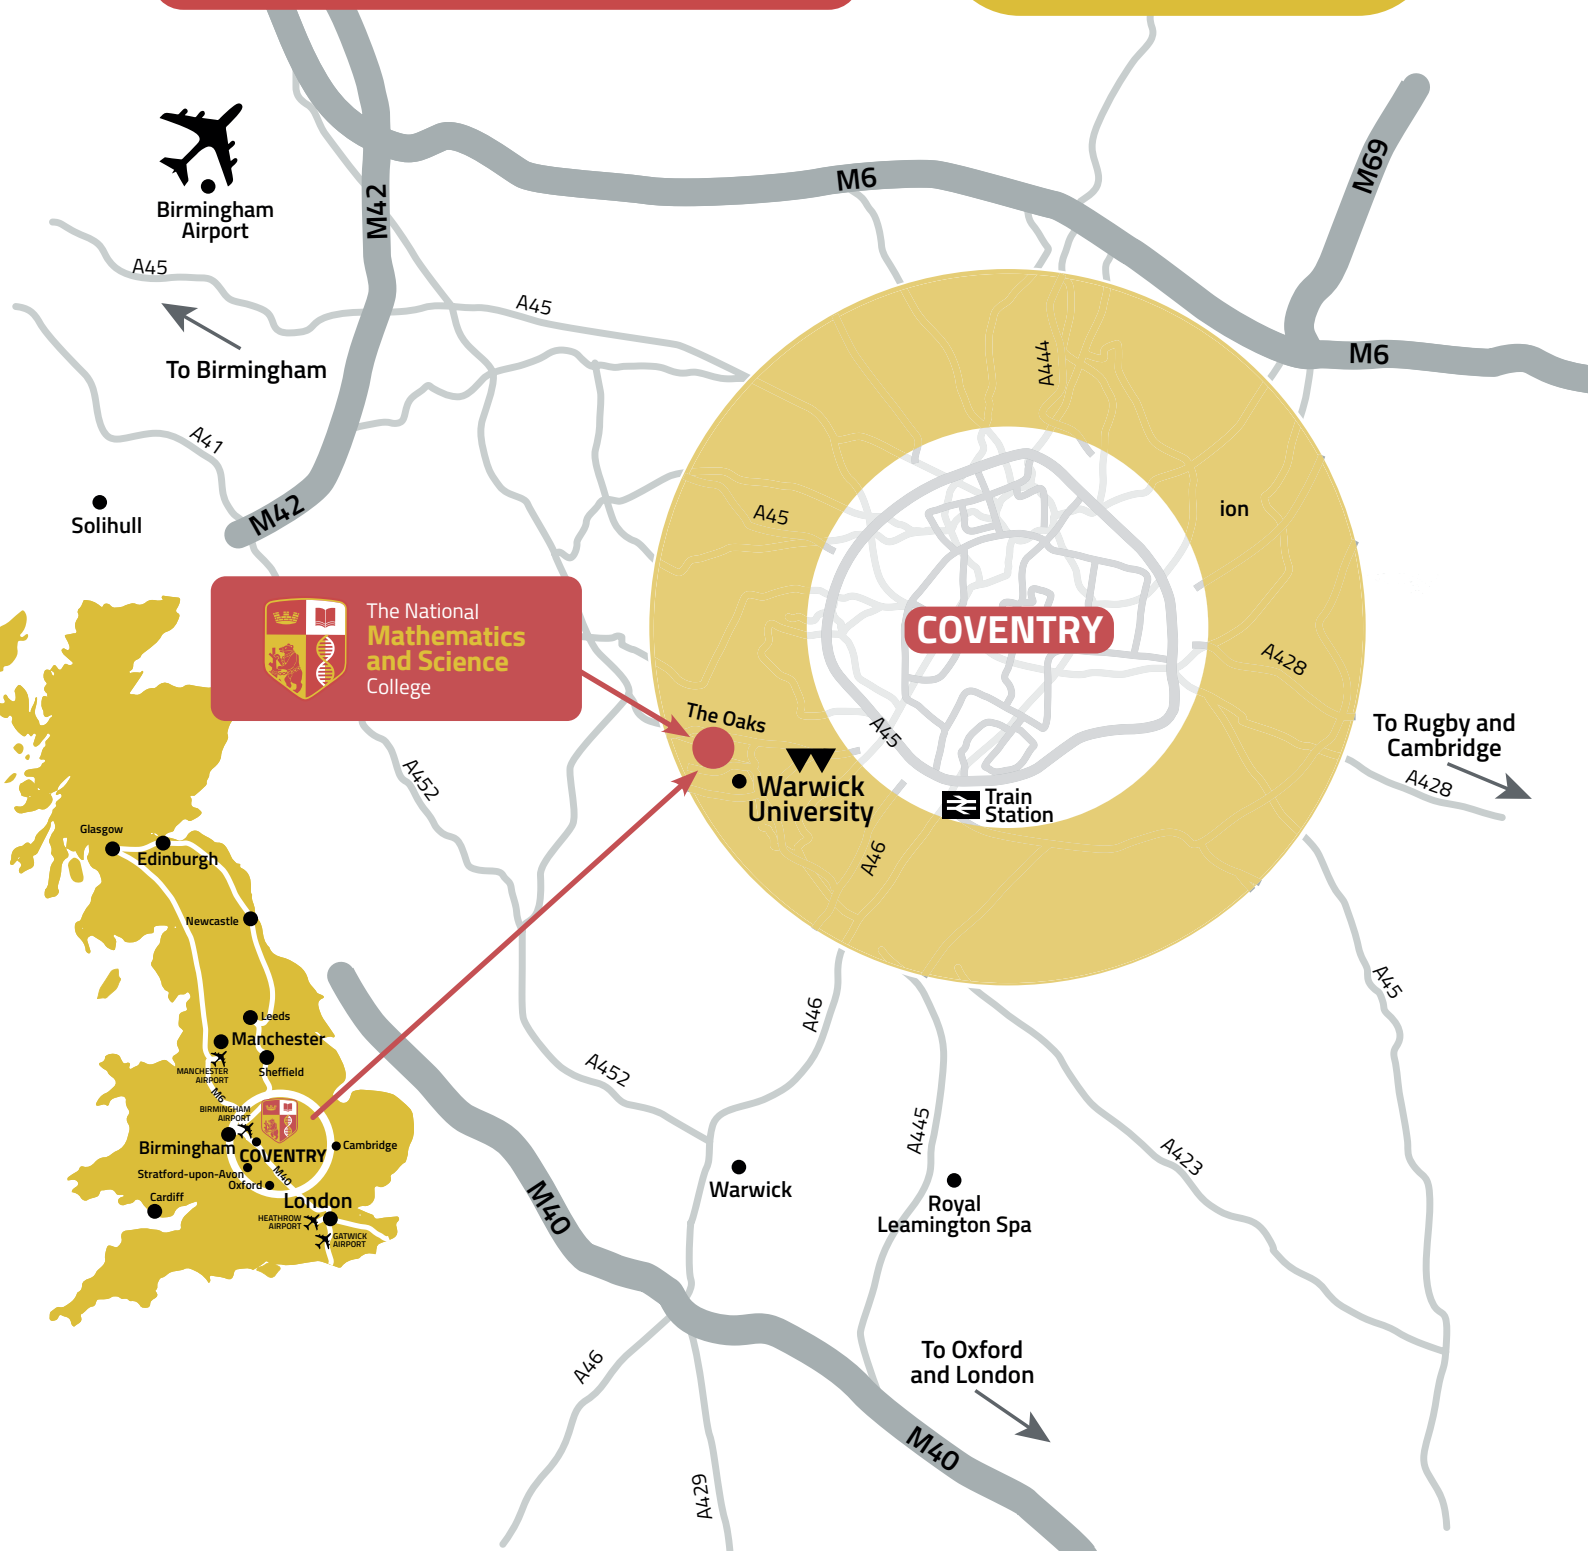 M6
M69
M42
Birmingham
Airport
A45
A45
To Birmingham
A444
M6
A41
M42
Solihull
A45
ion
The National
Mathematics
and Science
College
COVENTRY
A428
The Oaks
A45
To Rugby and
Cambridge
A428
Warwick
University
Train
Station
A452
A46
Glasgow
Edinburgh
Newcastle
A46
A45
Leeds
Manchester
Sheffield
MANCHESTER
AIRPORT
M6
BIRMINGHAM
AIRPORT
Birmingham
COVENTRY
Cambridge
Stratford-upon-Avon
M40
Oxford
Cardiff
London
HEATHROW
AIRPORT
GATWICK
AIRPORT
A452
A445
A423
Warwick
Royal
Leamington Spa
M40
A46
To Oxford
and London
M40
A429